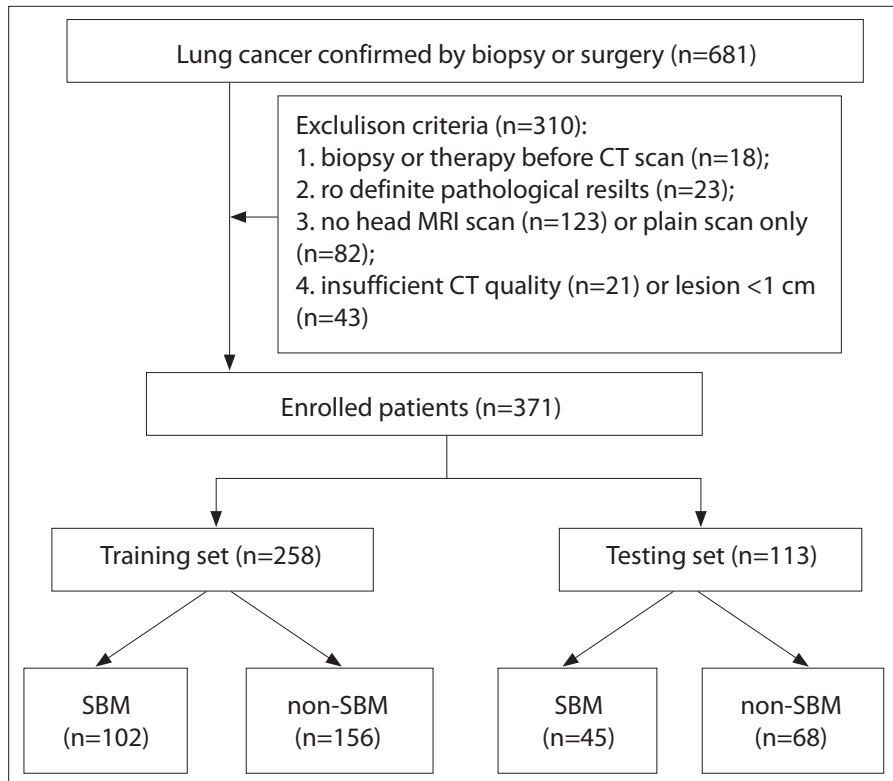 Lung cancer confirmed by biopsy or surgery (n=681)
Exclulison criteria (n=310):
1. biopsy or therapy before CT scan (n=18);
2. ro definite pathological resilts (n=23);
3. no head MRI scan (n=123) or plain scan only
(n=82);
4. insufficient CT quality (n=21) or lesion <1 cm
(n=43)
Enrolled patients (n=371)
Training set (n=258)
Testing set (n=113)
SBM
(n=102)
non-SBM
(n=156)
SBM
(n=45)
non-SBM
(n=68)